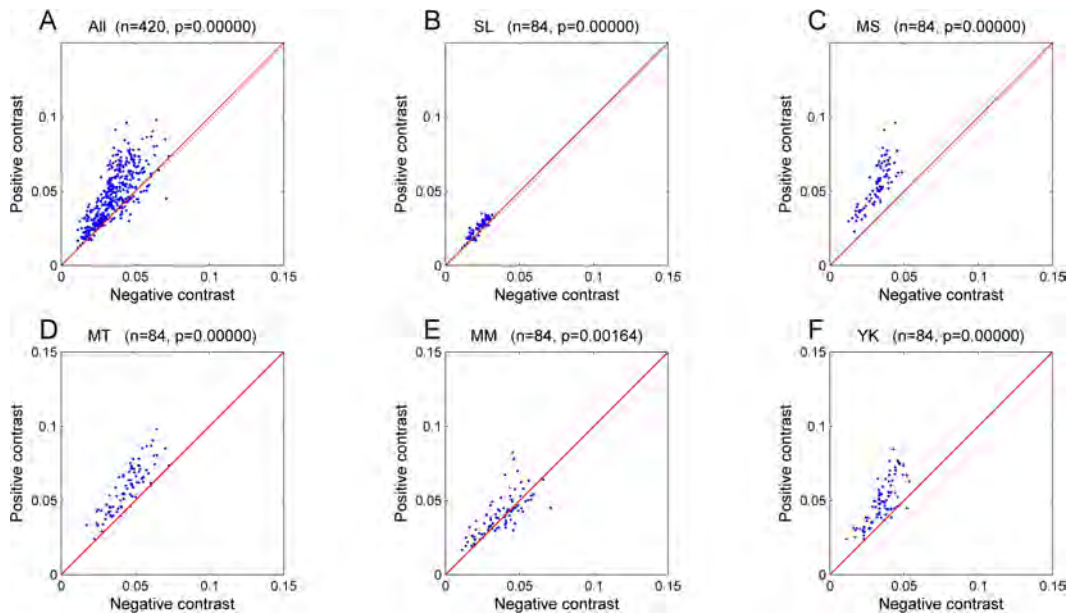 A All (n=420, p=0.00000)
Positive contrast
0.1
0.05
0
0 0.05 0.1 0.15
Negative contrast
B SL (n=84, p=0.00000)
Positive contrast
0.1
0.05
0
0 0.05 0.1 0.15
Negative contrast
C MS (n=84, p=0.00000)
Positive contrast
0.1
0.05
0
0 0.05 0.1 0.15
Negative contrast
D MT (n=84, p=0.00000)
0.15
Positive contrast
0.1
0.05
0
0 0.05 0.1 0.15
Negative contrast
E MM (n=84, p=0.00164)
0.15
Positive contrast
0.1
0.05
0
0 0.05 0.1 0.15
Negative contrast
F YK (n=84, p=0.00000)
0.15
Positive contrast
0.1
0.05
0
0 0.05 0.1 0.15
Negative contrast